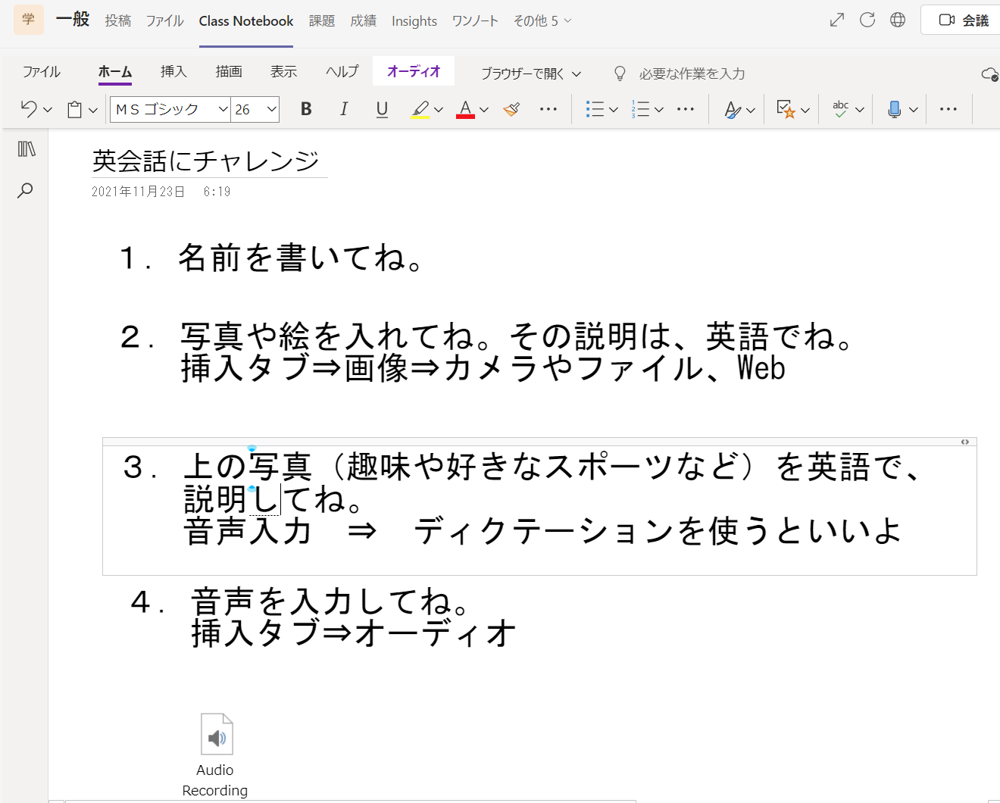 学 一般 投稿 ファイル Class Notebook 課題 成績 Insights ワンノート その他 5 会議
ファイル ホーム 挿入 描画 表示 ヘルプ オーディオ ブラウザーで開く 必要な作業を入力
ＭＳ ゴシック 26 B I U A abc
英会話にチャレンジ
2021年11月23日 6:19
１．名前を書いてね。
２．写真や絵を入れてね。その説明は、英語でね。
挿入タブ⇒画像⇒カメラやファイル、Web
３．上の写真（趣味や好きなスポーツなど）を英語で、
説明してね。
音声入力　⇒　ディクテーションを使うといいよ
４．音声を入力してね。
挿入タブ⇒オーディオ
Audio
Recording